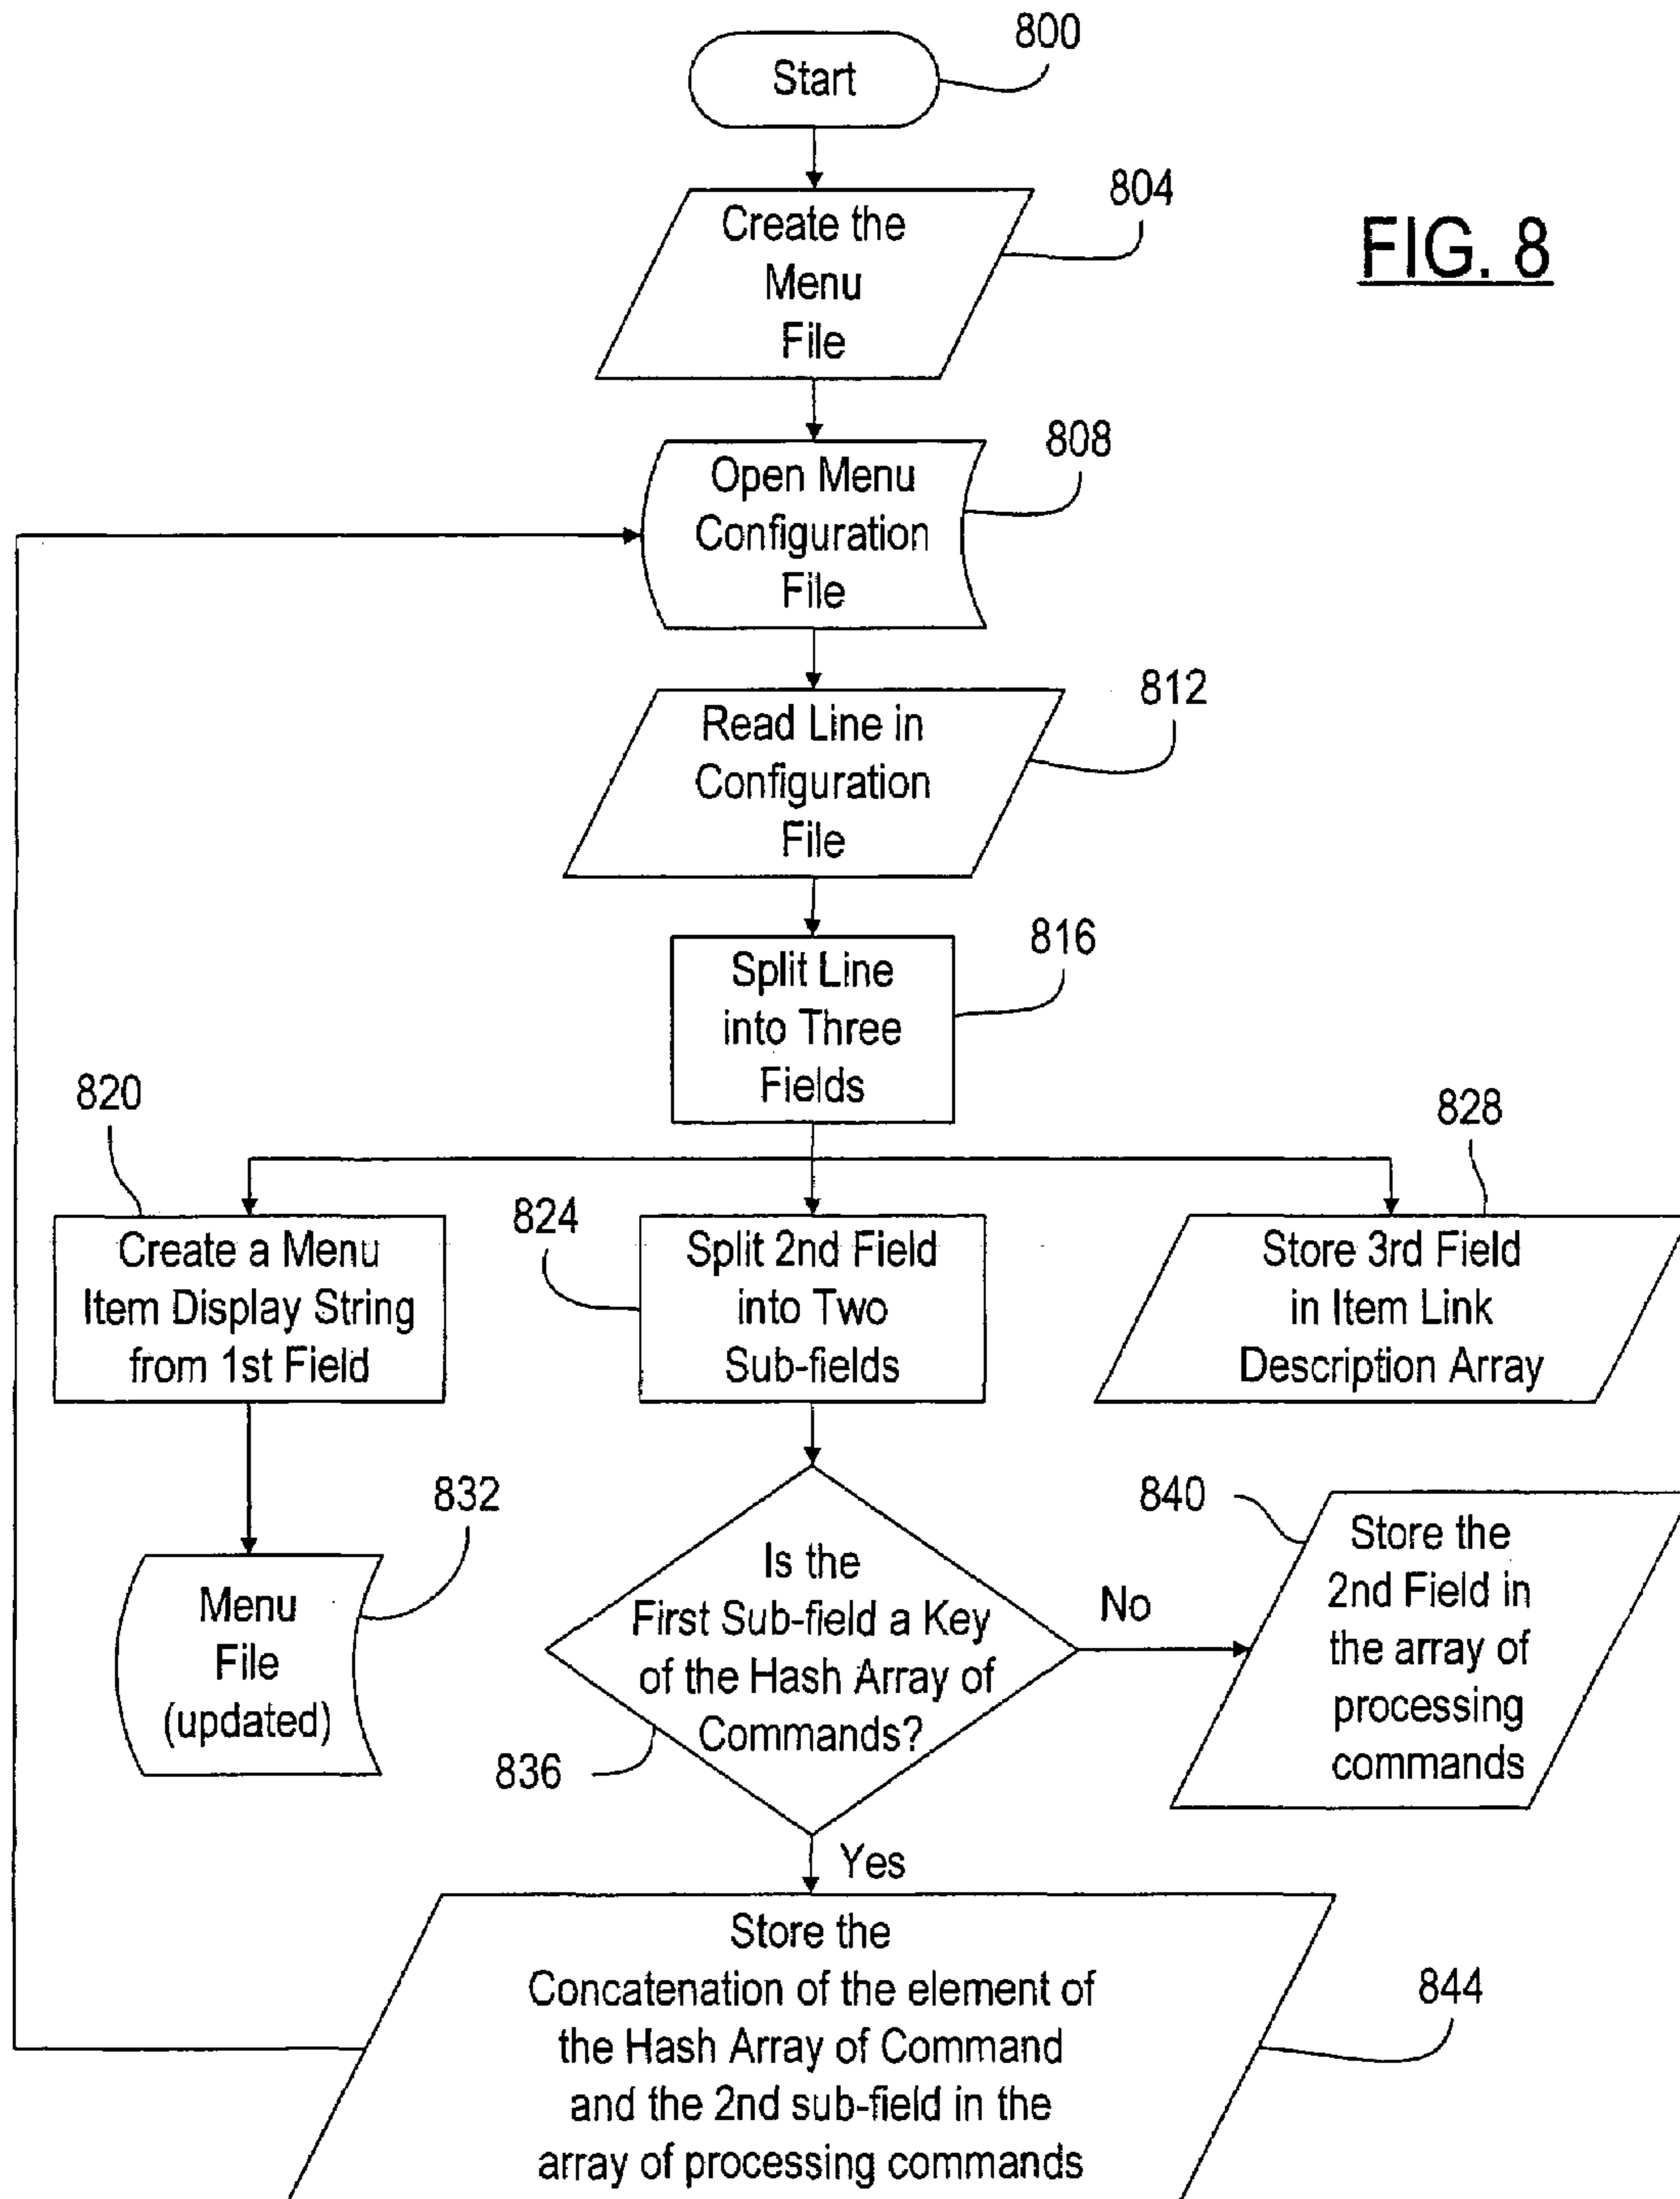 800
Start
804
Create the
Menu
File
FIG. 8
808
Open Menu
Configuration
File
812
Read Line in
Configuration
File
816
Split Line
into Three
Fields
820
828
824
Create a Menu
Item Display String
from 1st Field
Split 2nd Field
into Two
Sub-fields
Store 3rd Field
in Item Link
Description Array
832
Menu
File
(updated)
Is the
First Sub-field a Key
of the Hash Array of
Commands?
836
No
840
Store the
2nd Field in
the array of
processing
commands
Yes
Store the
Concatenation of the element of
the Hash Array of Command
and the 2nd sub-field in the
array of processing commands
844